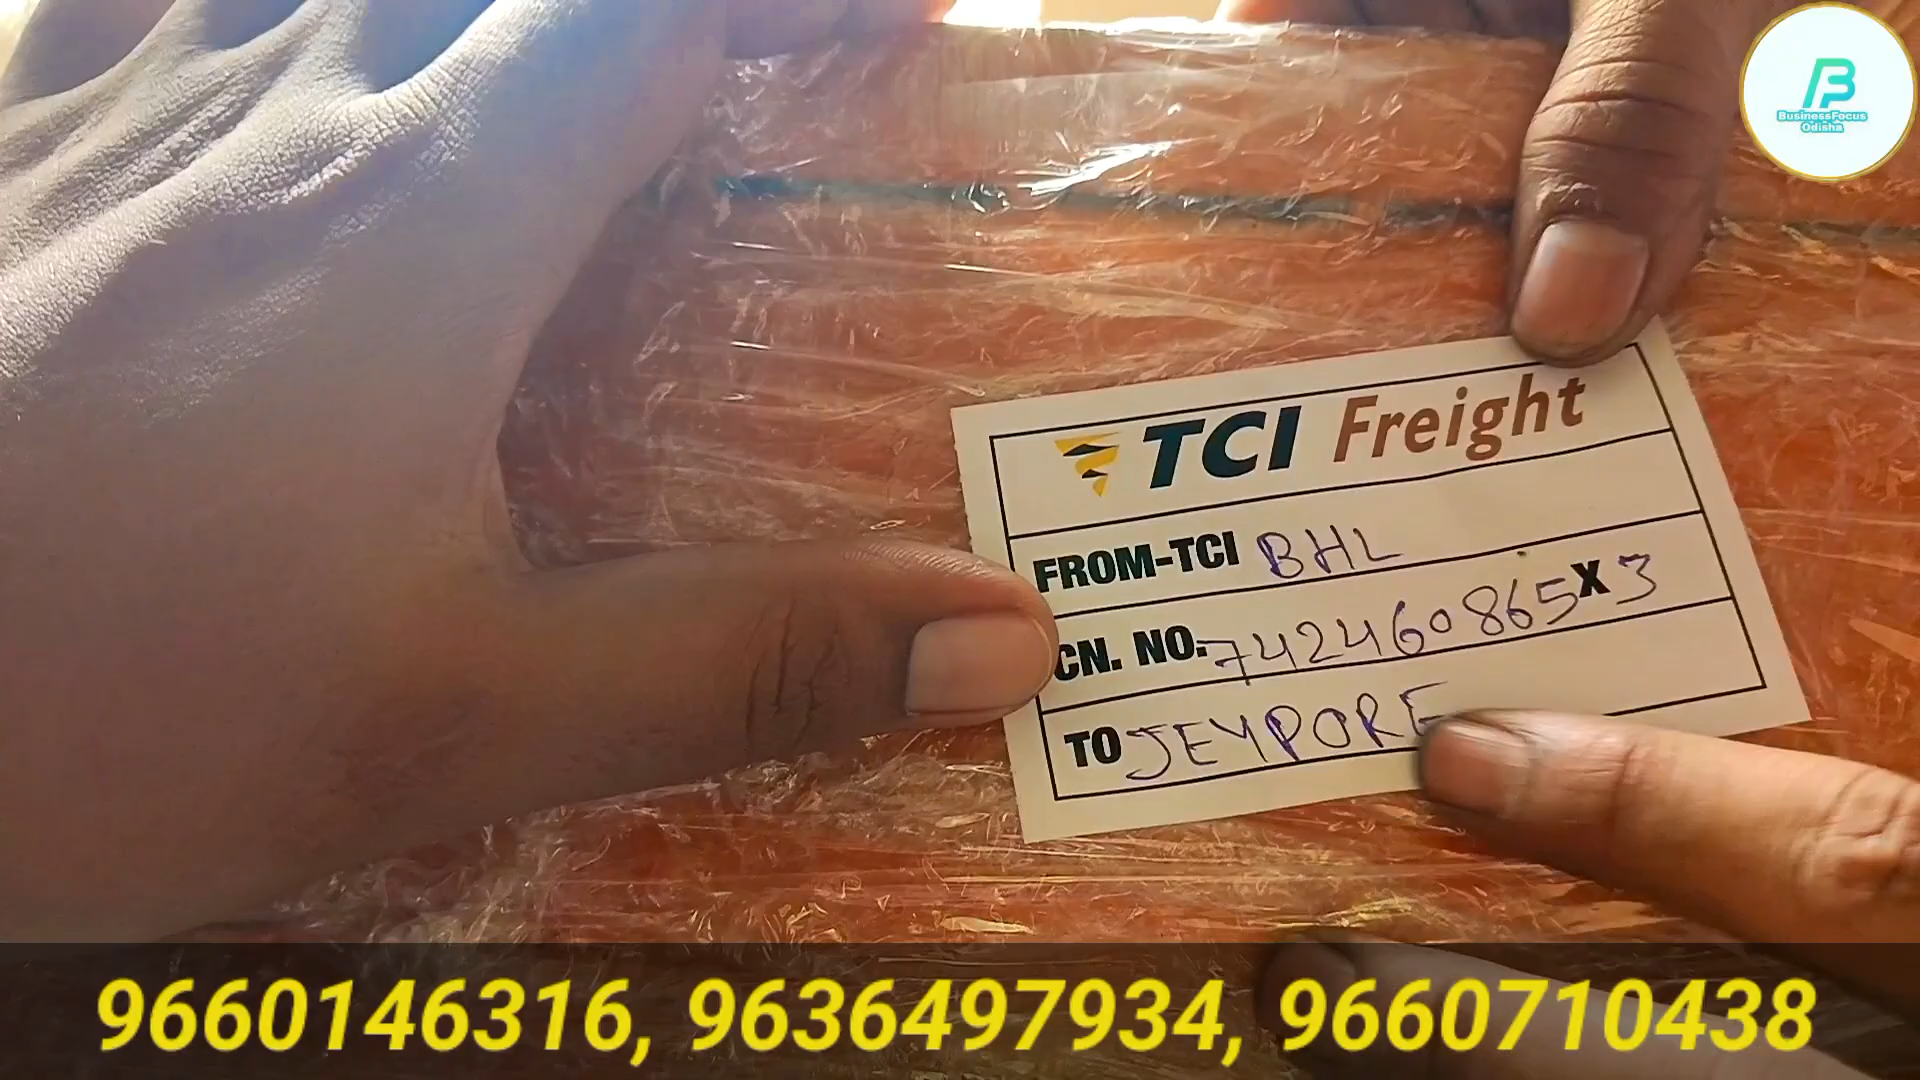 BusinessFocus
Odisha
TCI Freight
FROM-TCI BHL
CN. NO. 742460865 X 3
TO JEYPORE
9660146316, 9636497934, 9660710438